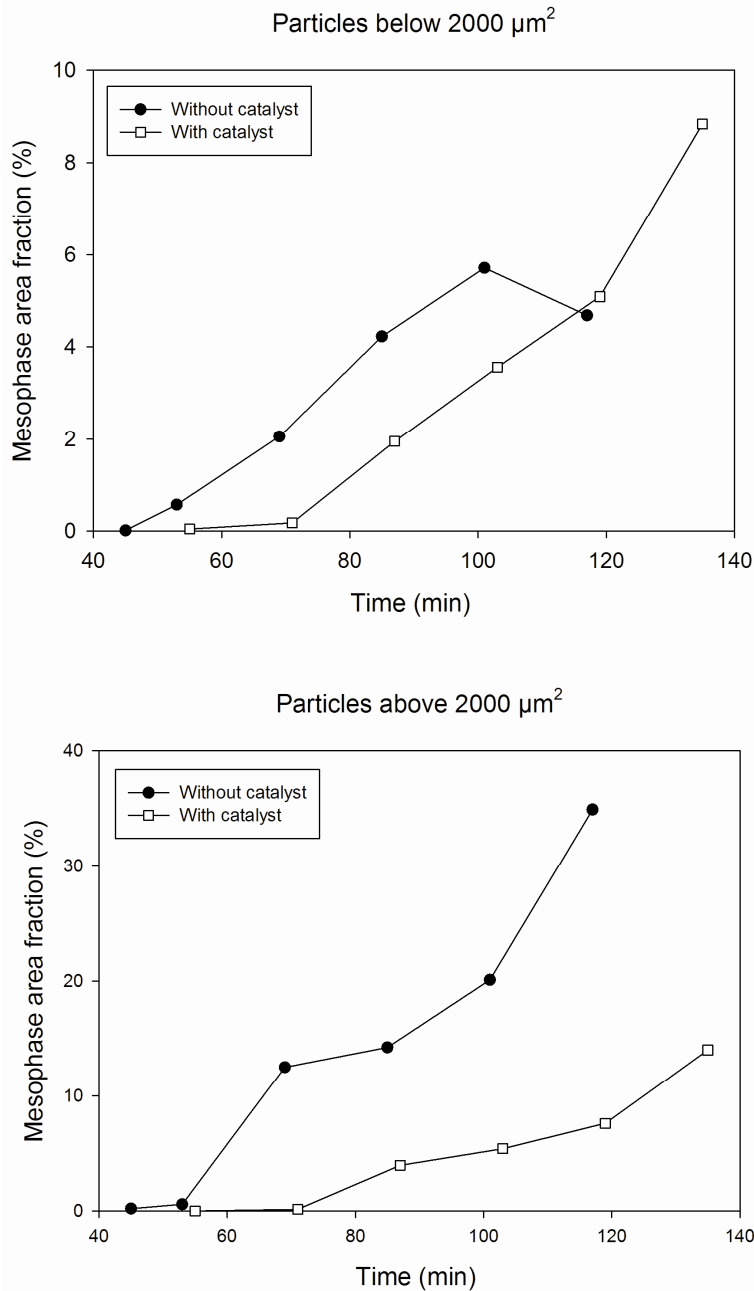 Particles below 2000 µm²
10
8
6
4
2
0
Mesophase area fraction (%)
Without catalyst
With catalyst
40 60 80 100 120 140
Time (min)
Particles above 2000 µm²
40
30
20
10
0
Mesophase area fraction (%)
Without catalyst
With catalyst
40 60 80 100 120 140
Time (min)